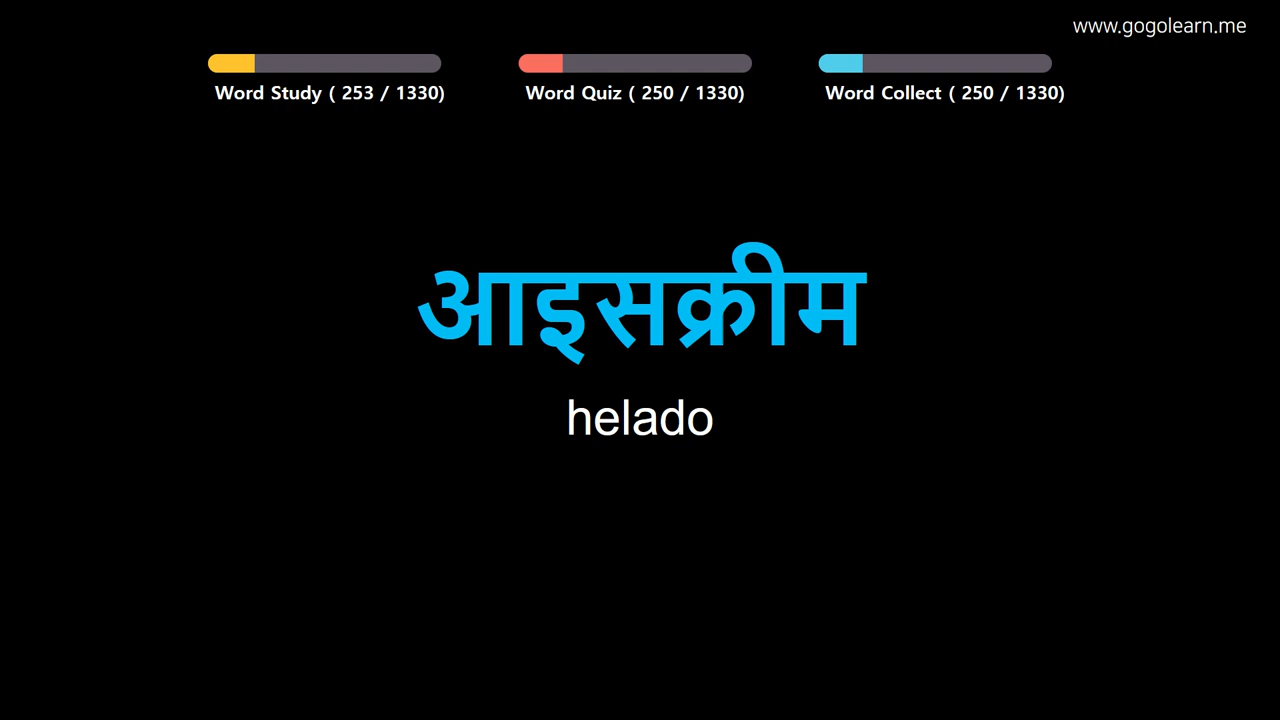 www.gogolearn.me
Word Study ( 253 / 1330)
Word Quiz ( 250 / 1330)
Word Collect ( 250 / 1330)
आइसक्रीम
helado